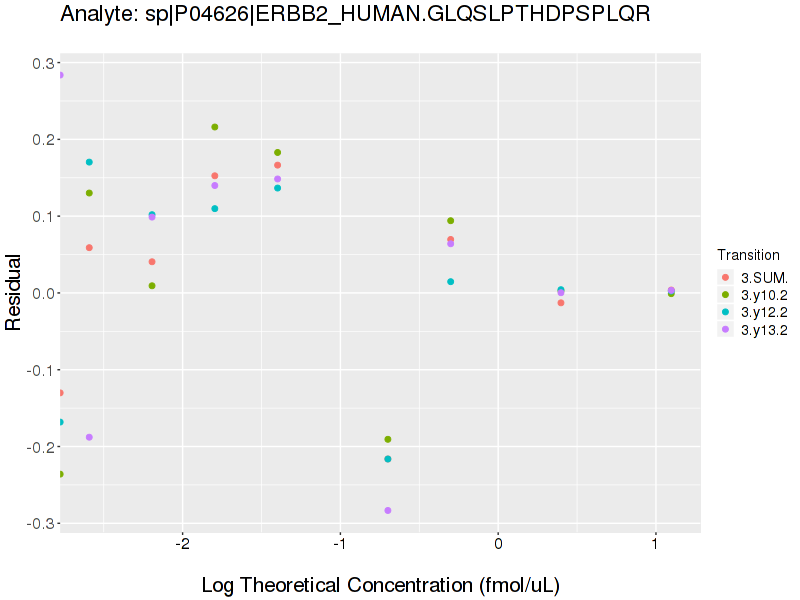 Analyte: sp|P04626|ERBB2_HUMAN.GLQSLPTHDPSPLQR
0.3
0.2
0.1
0.0
-0.1
-0.2
-0.3
Residual
-2
-1
0
1
Log Theoretical Concentration (fmol/uL)
Transition
3.SUM.
3.y10.2
3.y12.2
3.y13.2